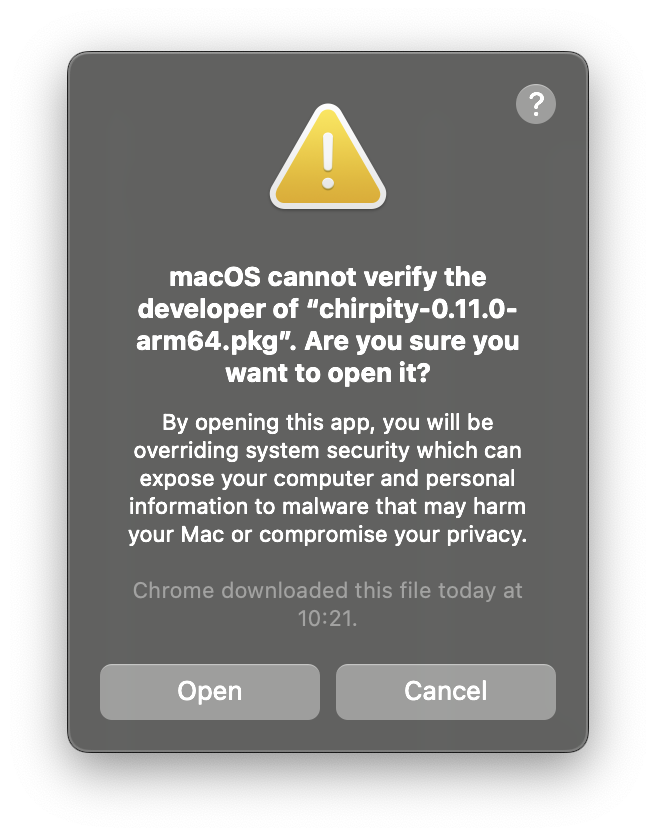 ?
macOS cannot verify the
developer of “chirpity-0.11.0-
arm64.pkg”. Are you sure you
want to open it?
By opening this app, you will be
overriding system security which can
expose your computer and personal
information to malware that may harm
your Mac or compromise your privacy.
Chrome downloaded this file today at
10:21.
Open
Cancel